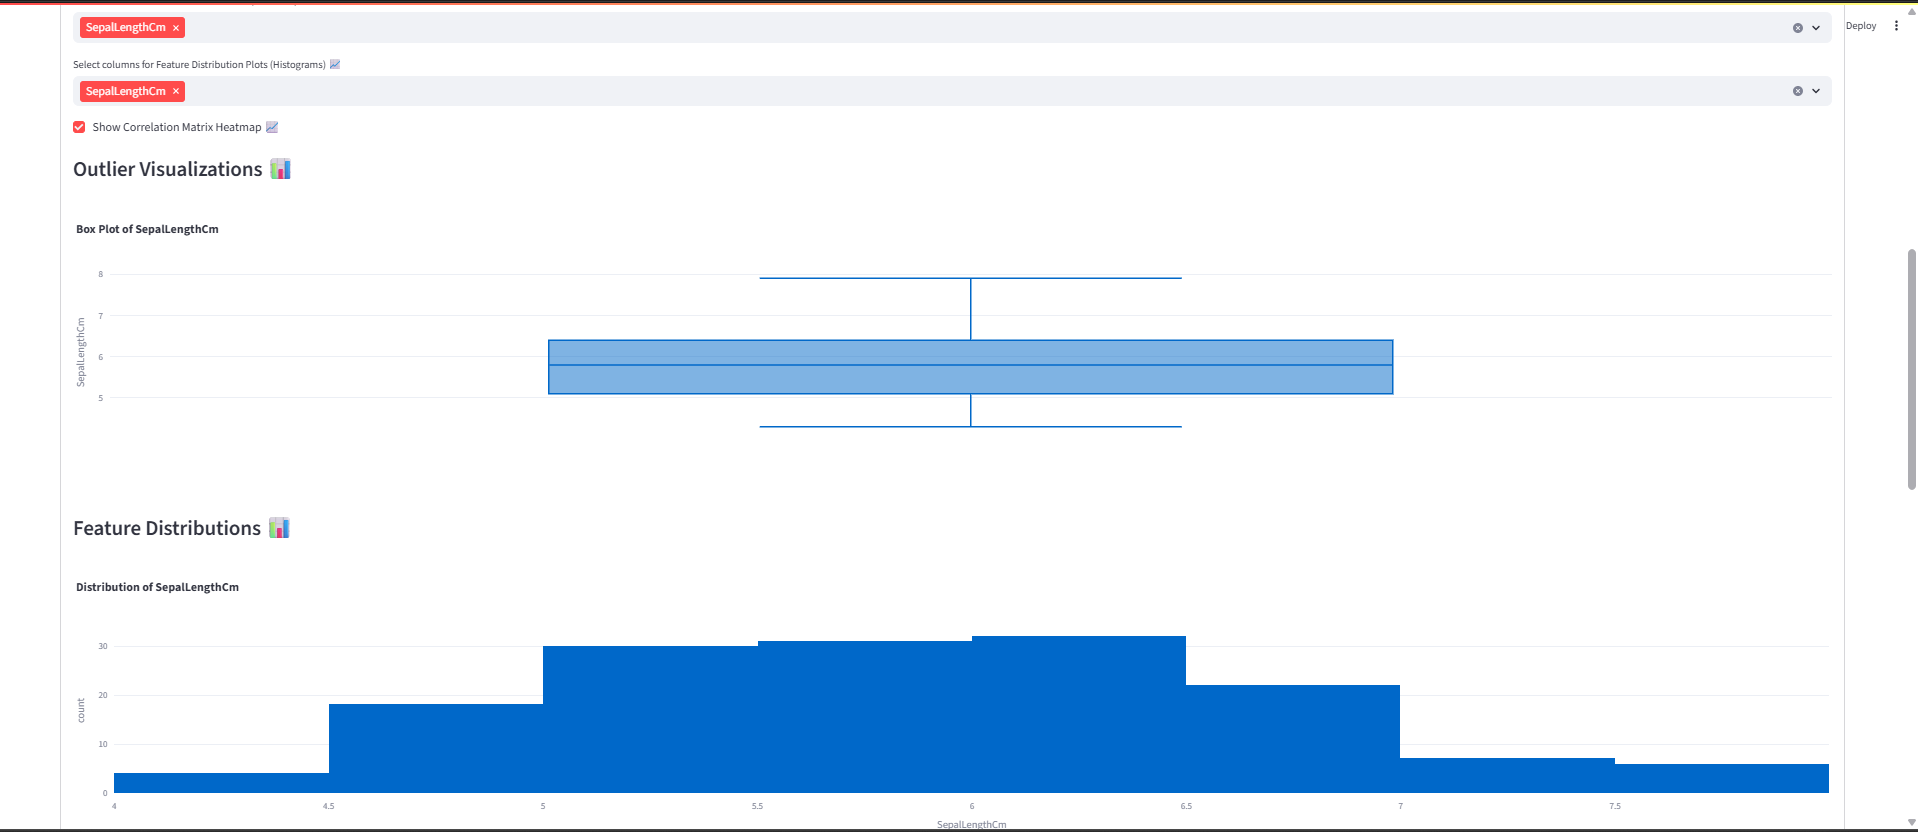 SepalLengthCm ×
Deploy
Select columns for Feature Distribution Plots (Histograms) 📈
SepalLengthCm ×
Show Correlation Matrix Heatmap 📈
Outlier Visualizations 📊
Box Plot of SepalLengthCm
8
7
6
5
SepalLengthCm
Feature Distributions 📊
Distribution of SepalLengthCm
30
20
10
0
count
4 4.5 5 5.5 6 6.5 7 7.5
SepalLengthCm